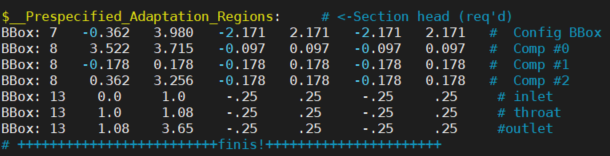 $__Prespecified_Adaptation_Regions: # <-Section head (req'd)
BBox: 7 -0.362 3.980 -2.171 2.171 -2.171 2.171 # Config BBox
BBox: 8 3.522 3.715 -0.097 0.097 -0.097 0.097 # Comp #0
BBox: 8 -0.178 0.178 -0.178 0.178 -0.178 0.178 # Comp #1
BBox: 8 0.362 3.256 -0.178 0.178 -0.178 0.178 # Comp #2
BBox: 13 0.0 1.0 -.25 .25 -.25 .25 # inlet
BBox: 13 1.0 1.08 -.25 .25 -.25 .25 # throat
BBox: 13 1.08 3.65 -.25 .25 -.25 .25 #outlet
# +++++++++++++++++++++++++finis!++++++++++++++++++++++